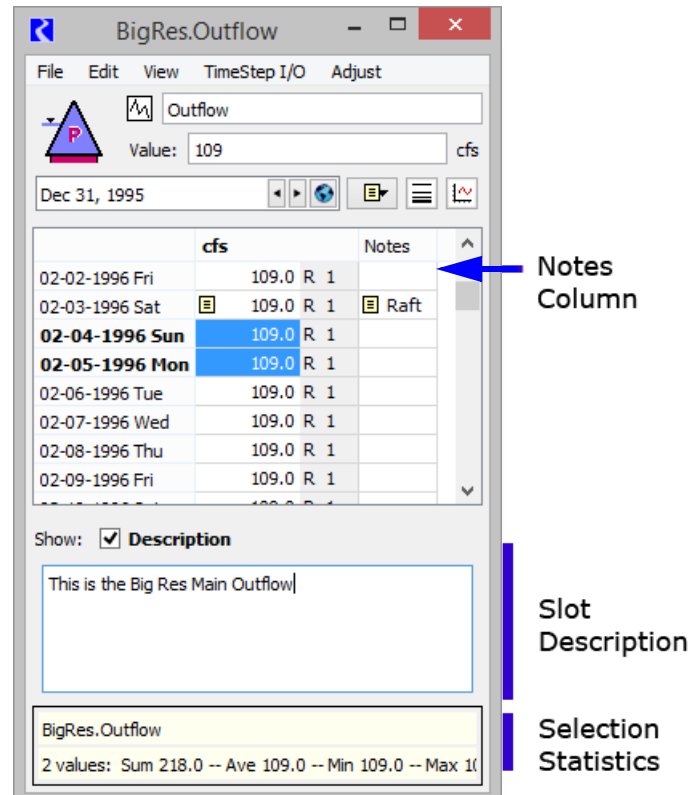 BigRes.Outflow
File Edit View TimeStep I/O Adjust
Outflow
P
Value: 109 cfs
Dec 31, 1995
cfs Notes
02-02-1996 Fri 109.0 R 1
02-03-1996 Sat 109.0 R 1 Raft
02-04-1996 Sun 109.0 R 1
02-05-1996 Mon 109.0 R 1
02-06-1996 Tue 109.0 R 1
02-07-1996 Wed 109.0 R 1
02-08-1996 Thu 109.0 R 1
02-09-1996 Fri 109.0 R 1
Notes
Column
Show: Description
This is the Big Res Main Outflow
Slot
Description
BigRes.Outflow
2 values: Sum 218.0 -- Ave 109.0 -- Min 109.0 -- Max
Selection
Statistics